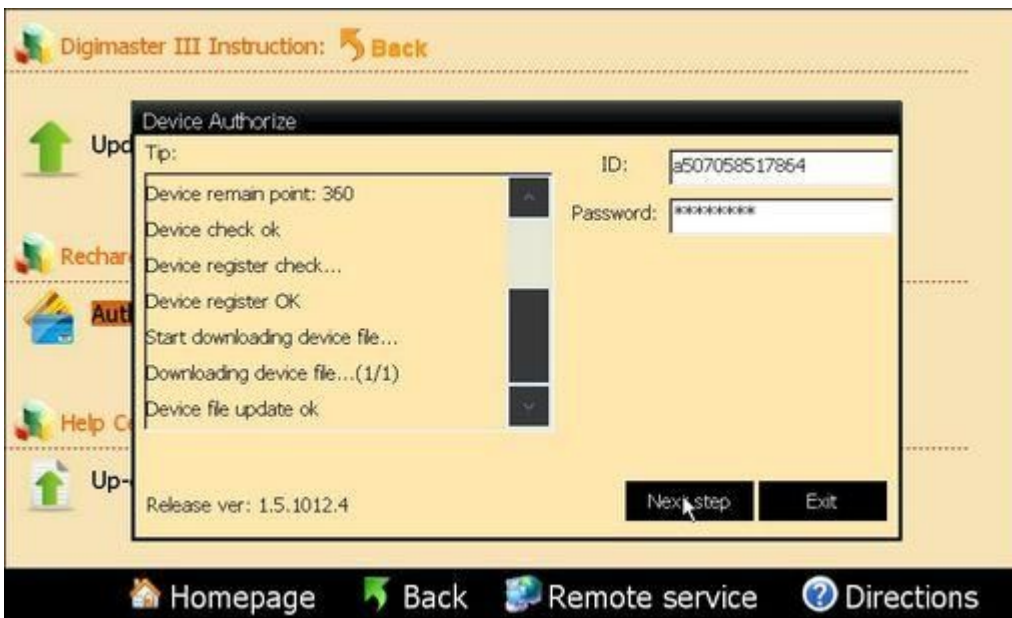 Digimaster III Instruction: Back
Upd
Device Authorize
Tip:
Device remain point: 360
Device check ok
Device register check...
Device register OK
Start downloading device file...
Downloading device file...(1/1)
Device file update ok
ID: a507058517864
Password: *********
Rechar
Auth
Help Ce
Up-
Release ver: 1.5.1012.4
Next step
Exit
Homepage
Back
Remote service
Directions